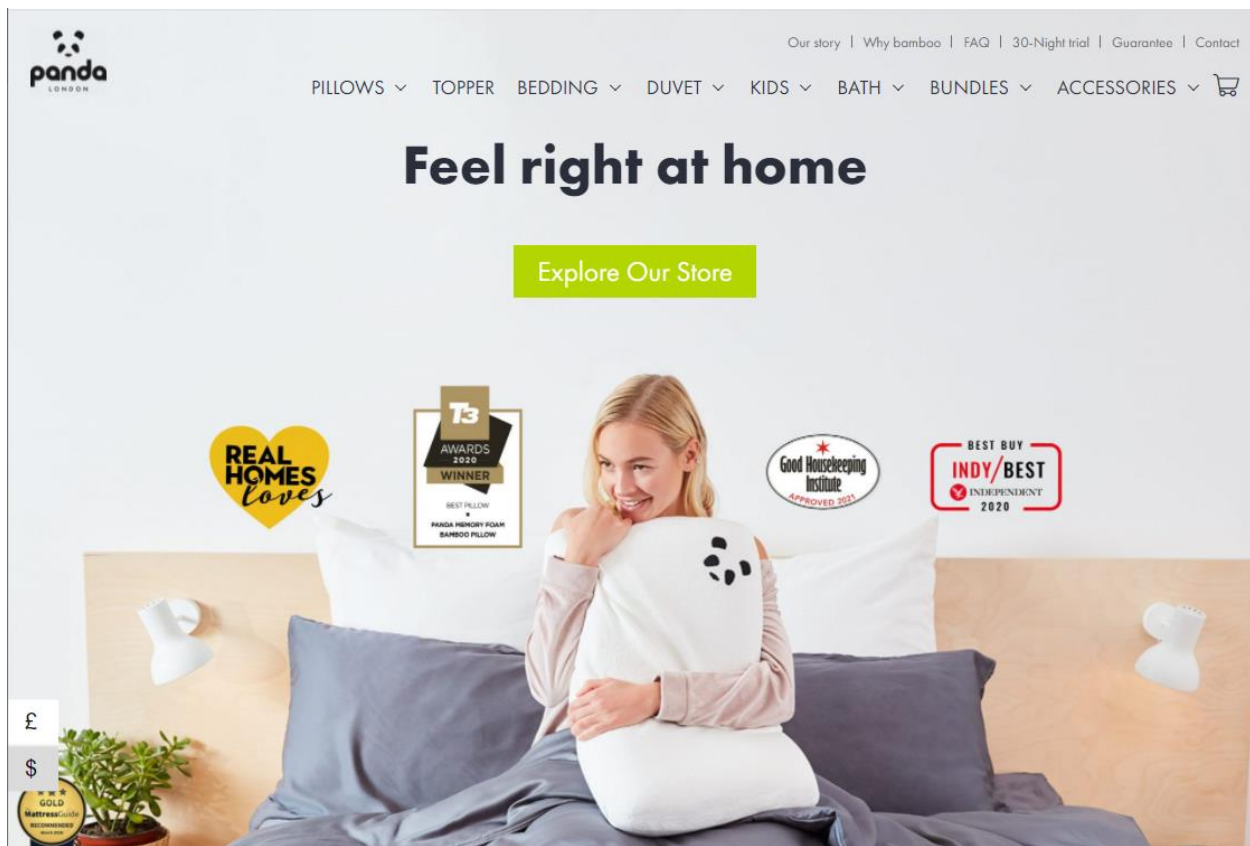 panda
LONDON
Our story | Why bamboo | FAQ | 30-Night trial | Guarantee | Contact
PILLOWS TOPPER BEDDING DUVET KIDS BATH BUNDLES ACCESSORIES
Feel right at home
Explore Our Store
REAL
HOMES
loves
T3
AWARDS
2020
WINNER
BEST PILLOW
PANDA MEMORY FOAM
BAMBOO PILLOW
Good Housekeeping
Institute
APPROVED 2021
BEST BUY
INDY/BEST
INDEPENDENT
2020
£
$
GOLD
MattressGuide
RECOMMENDED